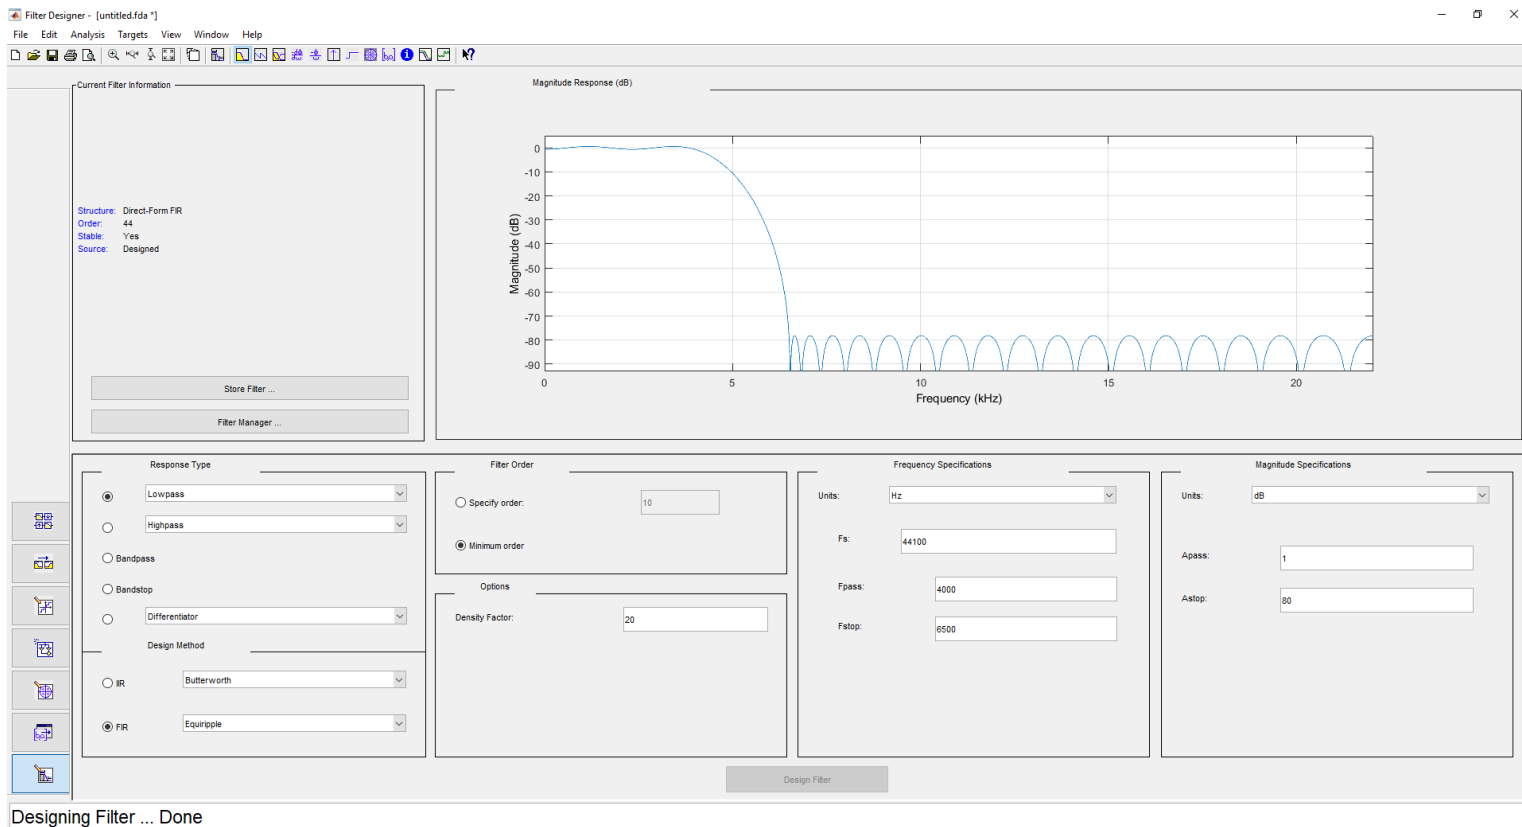 Filter Designer - [untitled.fda *]
File Edit Analysis Targets View Window Help
Current Filter Information
Structure: Direct-Form FIR
Order: 44
Stable: Yes
Source: Designed
Store Filter ...
Filter Manager ...
Magnitude Response (dB)
Magnitude (dB)
0
-10
-20
-30
-40
-50
-60
-70
-80
-90
0 5 10 15 20
Frequency (kHz)
Response Type
Lowpass
Highpass
Bandpass
Bandstop
Differentiator
Design Method
IIR Butterworth
FIR Equiripple
Filter Order
Specify order: 10
Minimum order
Options
Density Factor: 20
Frequency Specifications
Units: Hz
Fs: 44100
Fpass: 4000
Fstop: 6500
Magnitude Specifications
Units: dB
Apass: 1
Astop: 80
Design Filter
Designing Filter ... Done